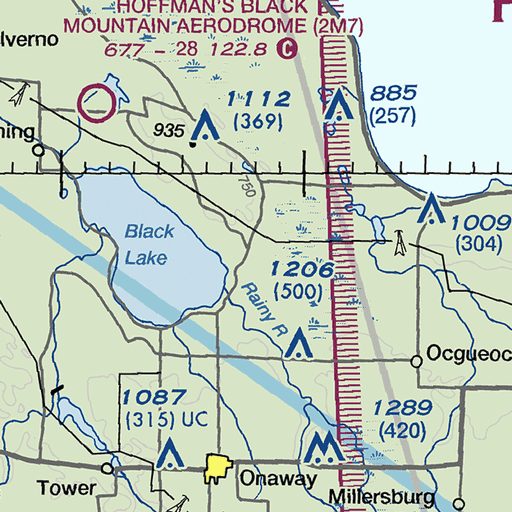 HOFFMAN'S BLACK
MOUNTAIN AERODROME (2M7)
677 - 28 122.8 C
lverno
1112
(369)
885
(257)
935
ning
750
Black
Lake
1009
(304)
1206
(500)
Rainy R
Ocgueoc
1087
(315) UC
1289
(420)
Tower
Onaway
Millersburg